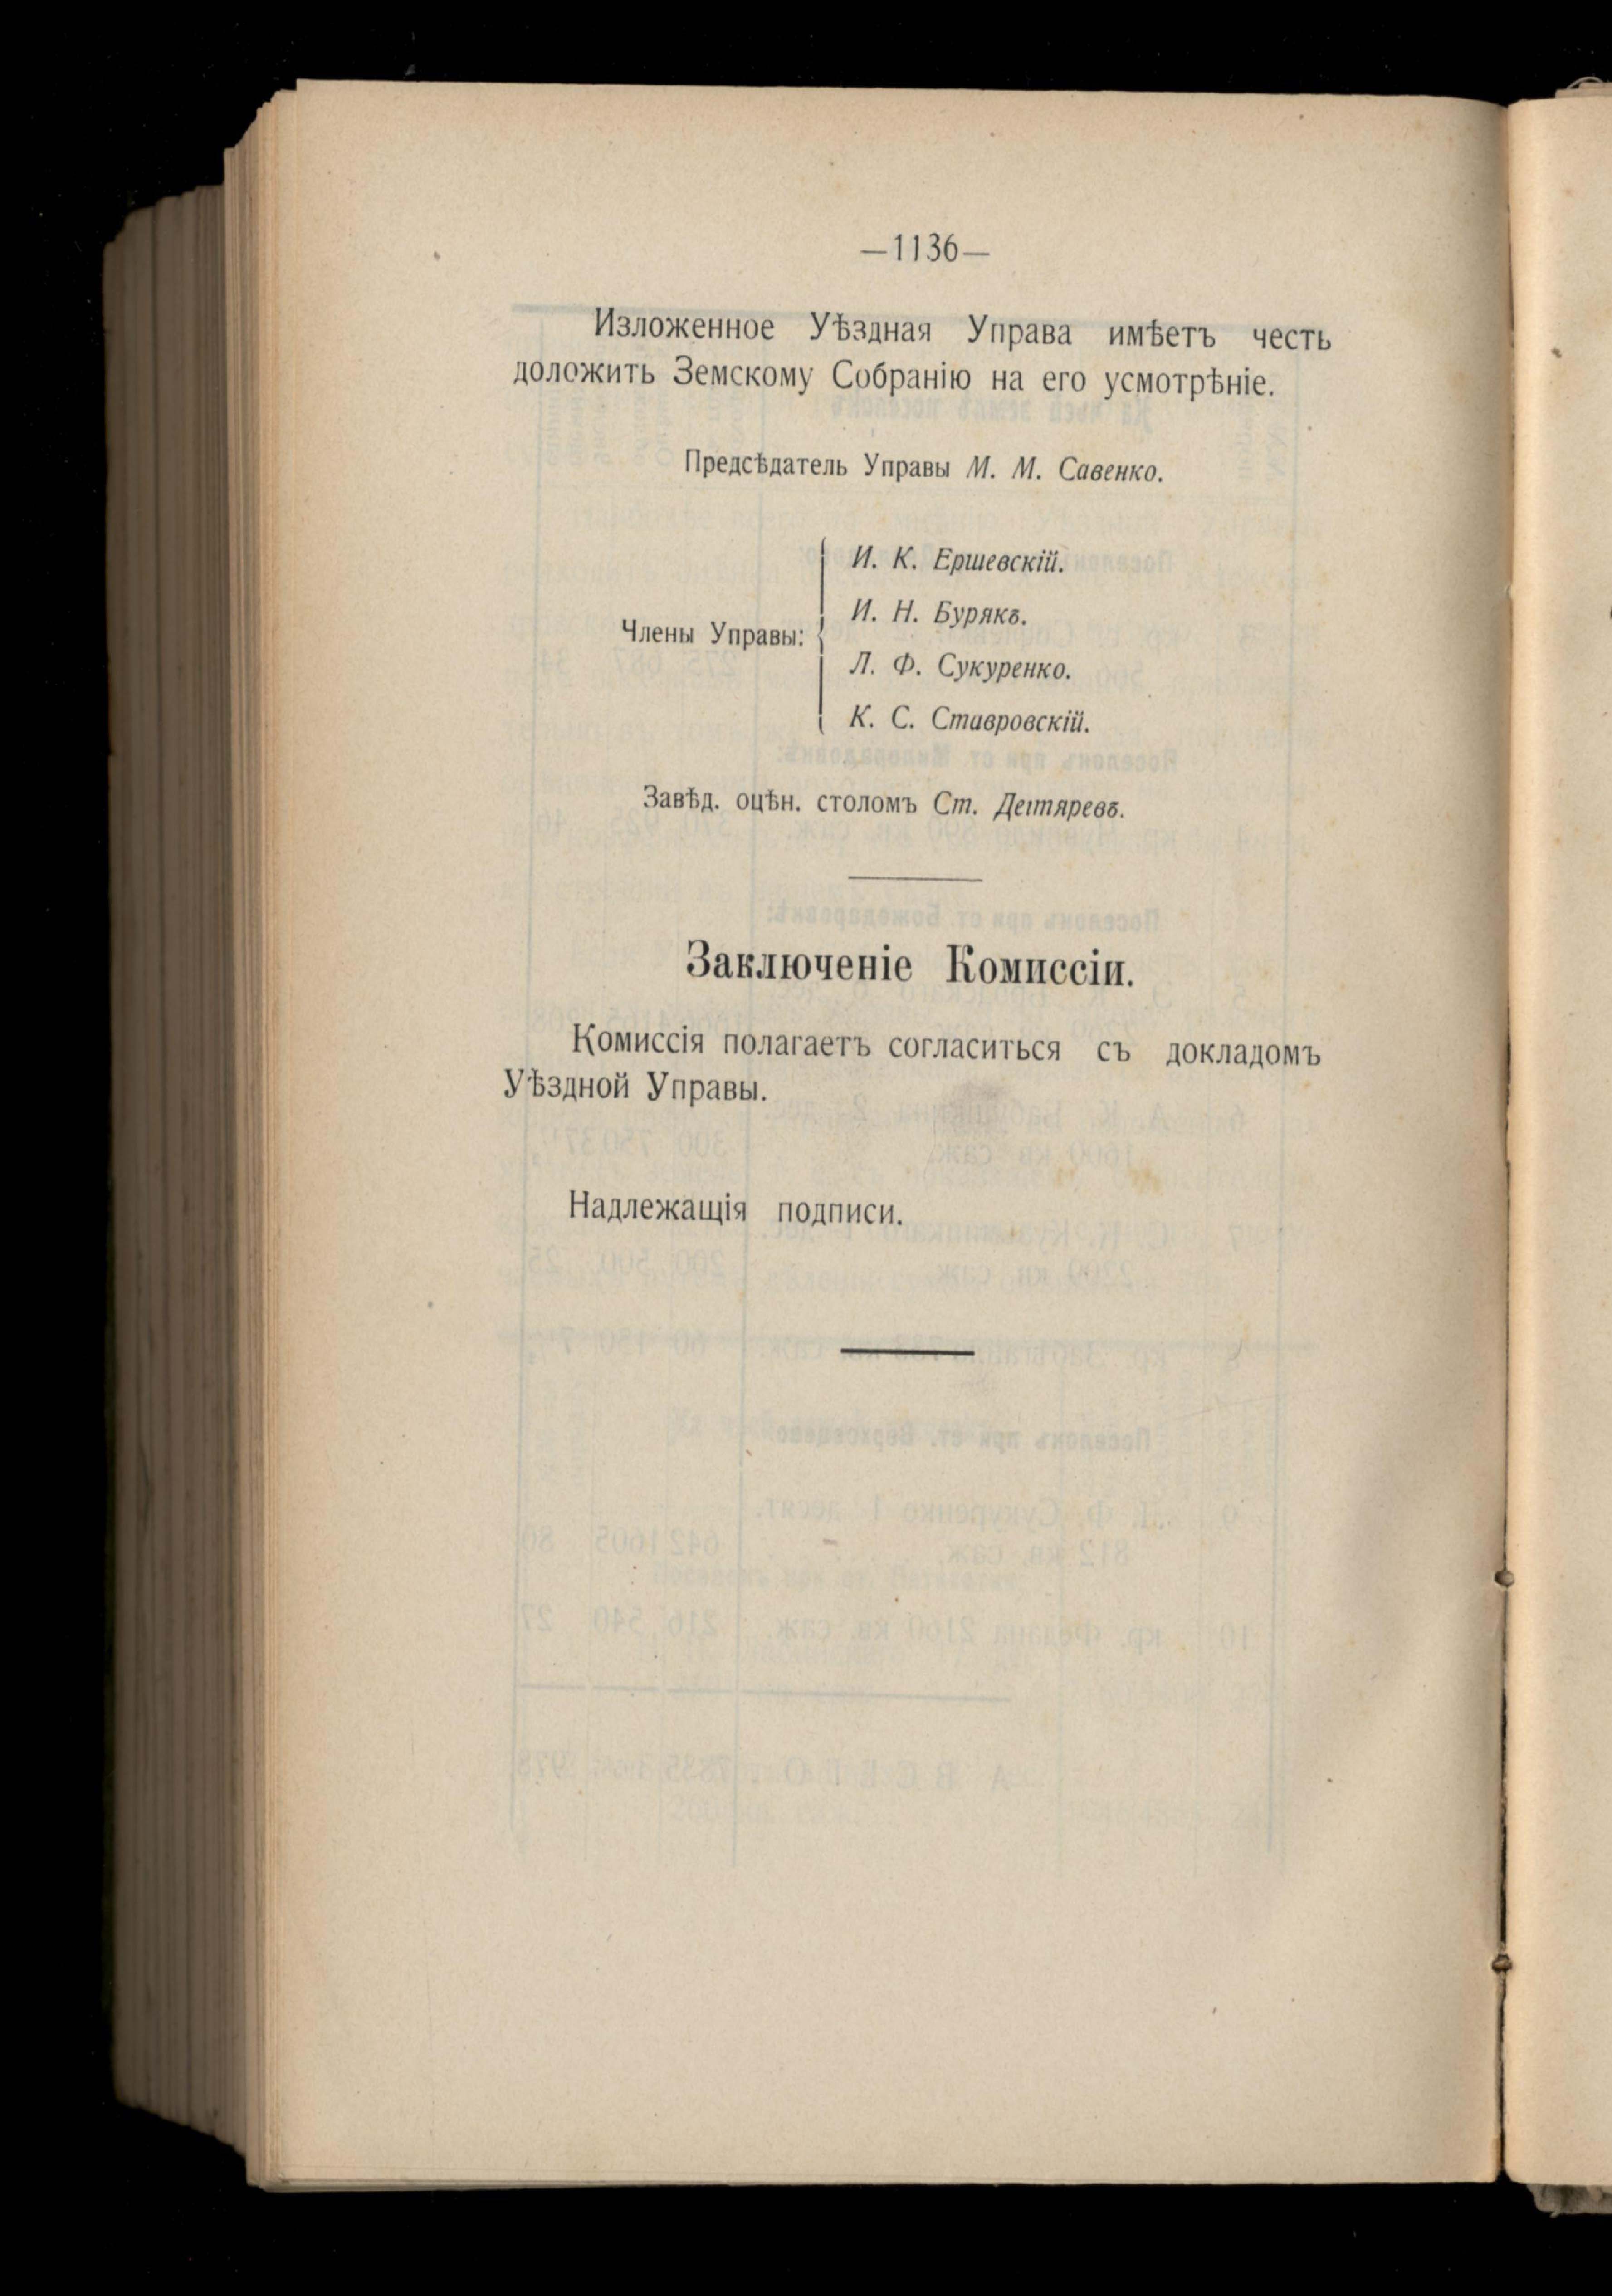 —1136—
Изложенное Уѣздная Управа имѣетъ честь
доложить Земскому Собранію на его усмотрѣніе.
Предсѣдатель Управы М. М. Савенко.
И. К. Ершевскій.
И. Н. Бурякъ.
Члены Управы:
Л. Ф. Сукуренко.
К. С. Ставровскій.
Завѣд. оцѣн. столомъ Ст. Дегтяревъ.
Заключеніе Комиссіи.
Комиссія полагаетъ согласиться съ докладомъ
Уѣздной Управы.
Надлежащія подписи.